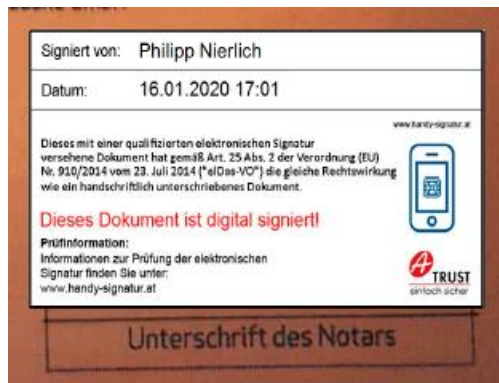 Signiert von: Philipp Nierlich
Datum: 16.01.2020 17:01
www.handy-signatur.at
Dieses mit einer qualifizierten elektronischen Signatur
versehene Dokument hat gemäß Art. 25 Abs. 2 der Verordnung (EU)
Nr. 910/2014 vom 23. Juli 2014 ("eIDas-VO") die gleiche Rechtswirkung
wie ein handschriftlich unterschriebenes Dokument.
Dieses Dokument ist digital signiert!
Prüfinformation:
Informationen zur Prüfung der elektronischen
Signatur finden Sie unter:
www.handy-signatur.at
A TRUST
einfach sicher
Unterschrift des Notars